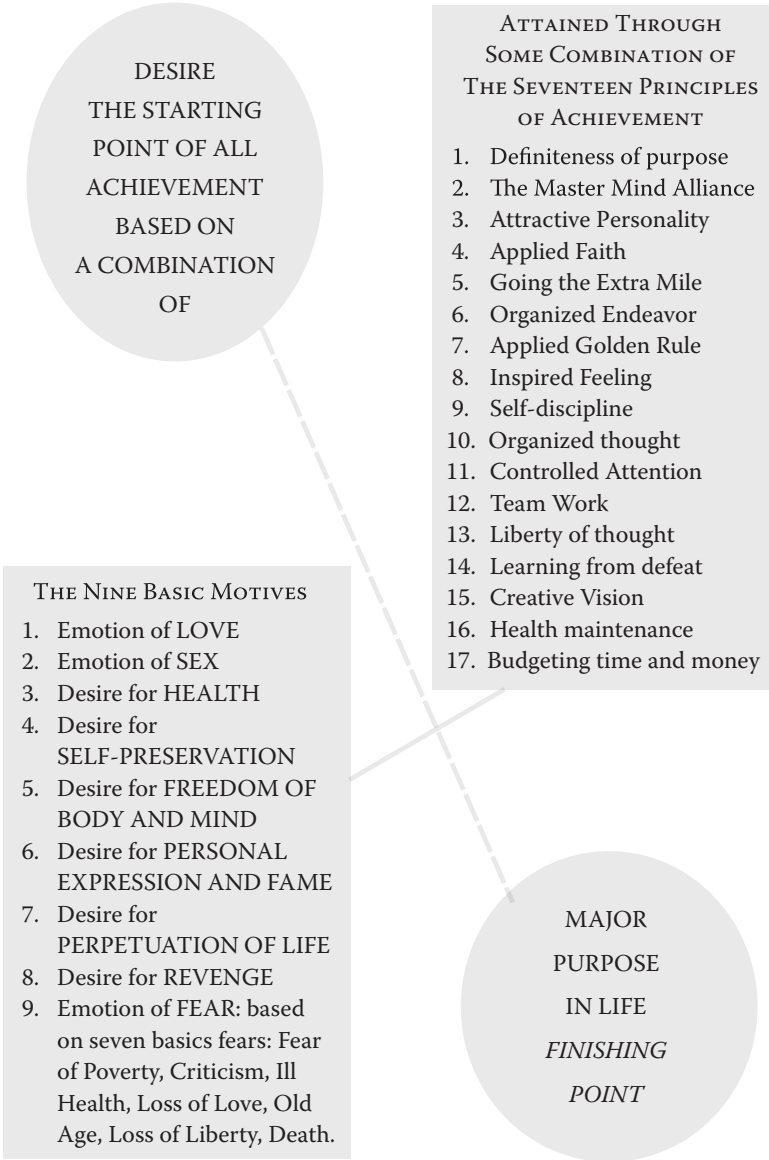 DESIRE
THE STARTING
POINT OF ALL
ACHIEVEMENT
BASED ON
A COMBINATION
OF
Attained Through
Some Combination of
The Seventeen Principles
of Achievement
1. Definiteness of purpose
2. The Master Mind Alliance
3. Attractive Personality
4. Applied Faith
5. Going the Extra Mile
6. Organized Endeavor
7. Applied Golden Rule
8. Inspired Feeling
9. Self-discipline
10. Organized thought
11. Controlled Attention
12. Team Work
13. Liberty of thought
14. Learning from defeat
15. Creative Vision
16. Health maintenance
17. Budgeting time and money
The Nine Basic Motives
1. Emotion of LOVE
2. Emotion of SEX
3. Desire for HEALTH
4. Desire for
SELF-PRESERVATION
5. Desire for FREEDOM OF
BODY AND MIND
6. Desire for PERSONAL
EXPRESSION AND FAME
7. Desire for
PERPETUATION OF LIFE
8. Desire for REVENGE
9. Emotion of FEAR: based
on seven basics fears: Fear
of Poverty, Criticism, Ill
Health, Loss of Love, Old
Age, Loss of Liberty, Death.
MAJOR
PURPOSE
IN LIFE
FINISHING
POINT